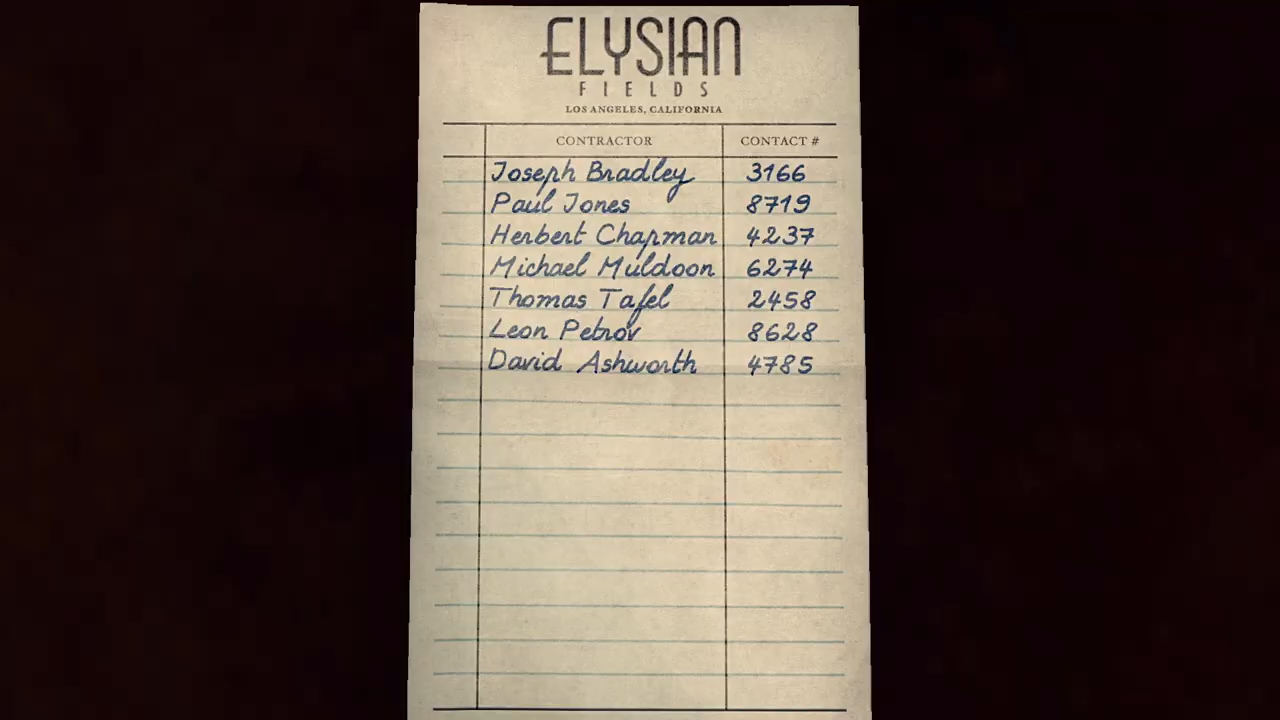 ELYSIAN
FIELDS
LOS ANGELES, CALIFORNIA
CONTRACTOR CONTACT #
Joseph Bradley 3166
Paul Jones 8719
Herbert Chapman 4237
Michael Muldoon 6274
Thomas Tafel 2458
Leon Petrov 8628
David Ashworth 4785